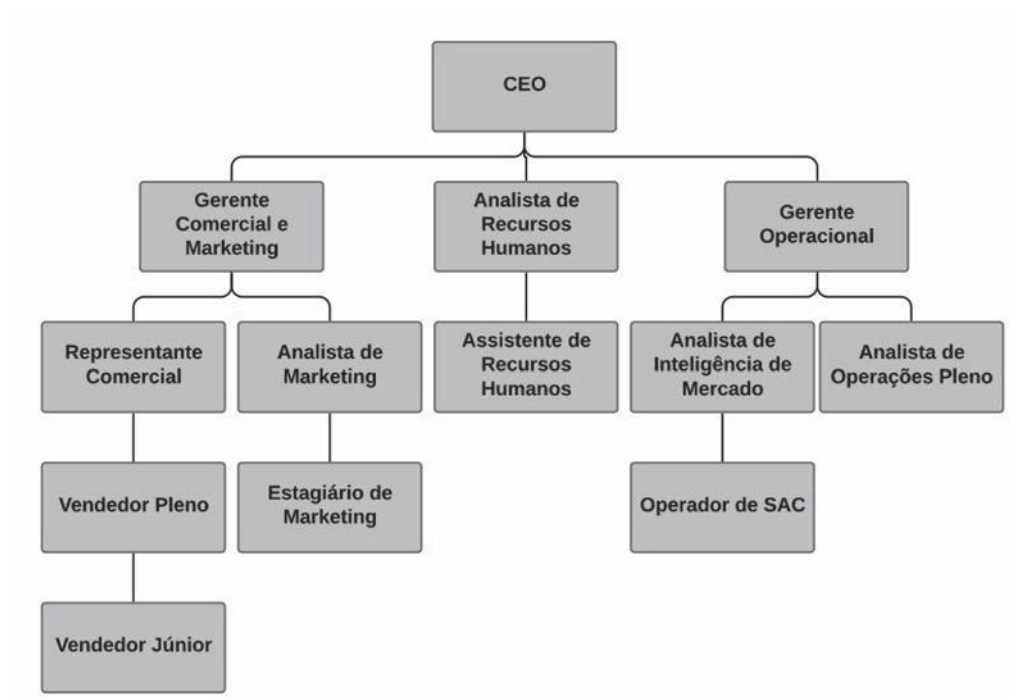 CEO
Gerente
Comercial e
Marketing
Analista de
Recursos
Humanos
Gerente
Operacional
Representante
Comercial
Analista de
Marketing
Assistente de
Recursos
Humanos
Analista de
Inteligência de
Mercado
Analista de
Operações Pleno
Vendedor Pleno
Estagiário de
Marketing
Operador de SAC
Vendedor Júnior